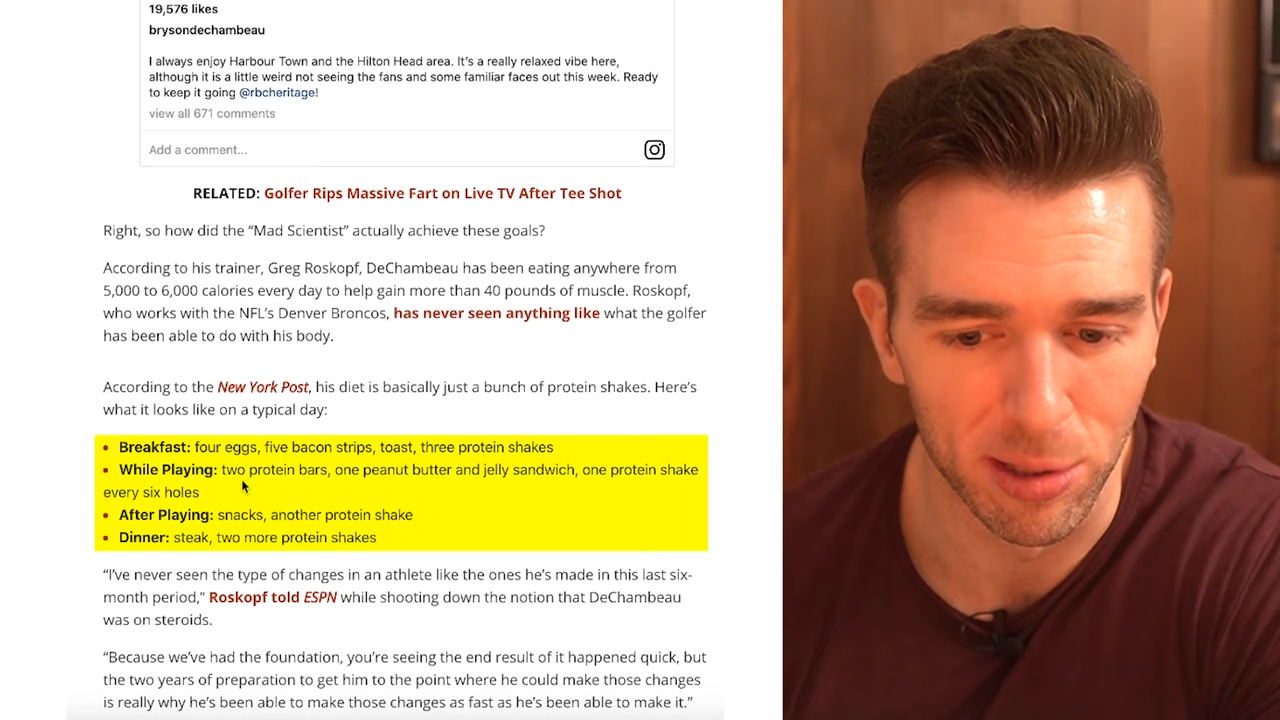 19,576 likes
brysondechambeau
I always enjoy Harbour Town and the Hilton Head area. It's a really relaxed vibe here,
although it is a little weird not seeing the fans and some familiar faces out this week. Ready
to keep it going @rbcheritage!
view all 671 comments
Add a comment...
RELATED: Golfer Rips Massive Fart on Live TV After Tee Shot
Right, so how did the “Mad Scientist” actually achieve these goals?
According to his trainer, Greg Roskopf, DeChambeau has been eating anywhere from
5,000 to 6,000 calories every day to help gain more than 40 pounds of muscle. Roskopf,
who works with the NFL’s Denver Broncos, has never seen anything like what the golfer
has been able to do with his body.
According to the New York Post, his diet is basically just a bunch of protein shakes. Here’s
what it looks like on a typical day:
• Breakfast: four eggs, five bacon strips, toast, three protein shakes
• While Playing: two protein bars, one peanut butter and jelly sandwich, one protein shake
every six holes
• After Playing: snacks, another protein shake
• Dinner: steak, two more protein shakes
“I’ve never seen the type of changes in an athlete like the ones he’s made in this last six-
month period,” Roskopf told ESPN while shooting down the notion that DeChambeau
was on steroids.
“Because we’ve had the foundation, you’re seeing the end result of it happened quick, but
the two years of preparation to get him to the point where he could make those changes
is really why he’s been able to make those changes as fast as he’s been able to make it.”